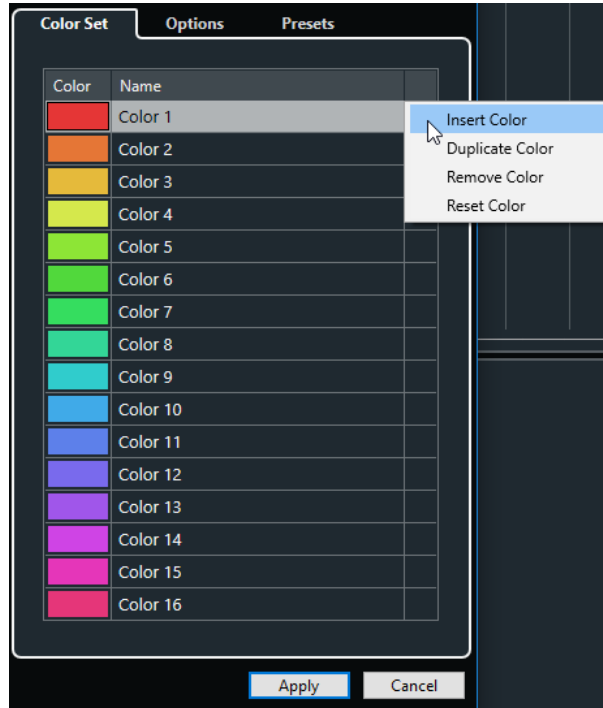 Color Set Options Presets
Color Name
Color 1
Insert Color
Color 2
Duplicate Color
Color 3
Remove Color
Color 4
Reset Color
Color 5
Color 6
Color 7
Color 8
Color 9
Color 10
Color 11
Color 12
Color 13
Color 14
Color 15
Color 16
Apply Cancel